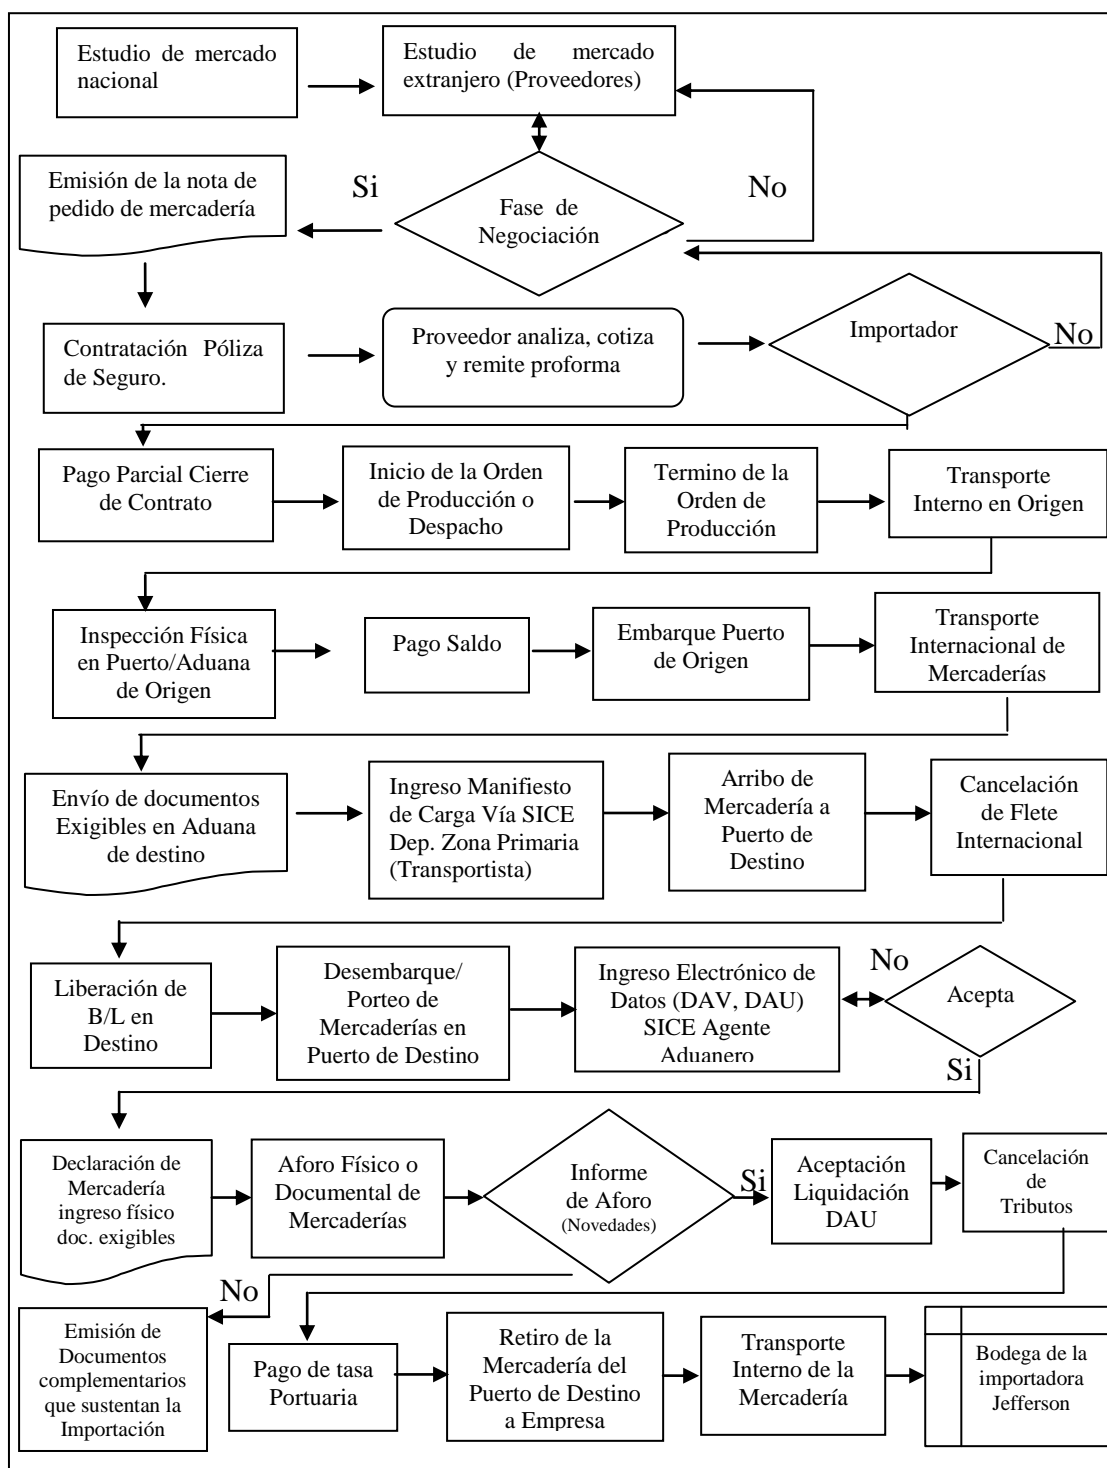 Estudio de mercado
nacional
Estudio de mercado
extranjero (Proveedores)
Emisión de la nota de
pedido de mercadería
Si
Fase de
Negociación
No
Contratación Póliza
de Seguro.
Proveedor analiza, cotiza
y remite proforma
Importador
No
Pago Parcial Cierre
de Contrato
Inicio de la Orden
de Producción o
Despacho
Termino de la
Orden de
Producción
Transporte
Interno en Origen
Inspección Física
en Puerto/Aduana
de Origen
Pago Saldo
Embarque Puerto
de Origen
Transporte
Internacional de
Mercaderías
Envío de documentos
Exigibles en Aduana
de destino
Ingreso Manifiesto
de Carga Vía SICE
Dep. Zona Primaria
(Transportista)
Arribo de
Mercadería a
Puerto de
Destino
Cancelación
de Flete
Internacional
Liberación de
B/L en
Destino
Desembarque/
Porteo de
Mercaderías en
Puerto de Destino
Ingreso Electrónico de
Datos (DAV, DAU)
SICE Agente
Aduanero
No
Acepta
Si
Declaración de
Mercadería
ingreso físico
doc. exigibles
Aforo Físico o
Documental de
Mercaderías
Informe
de Aforo
(Novedades)
Si
Aceptación
Liquidación
DAU
Cancelación
de
Tributos
No
Emisión de
Documentos
complementarios
que sustentan la
Importación
Pago de tasa
Portuaria
Retiro de la
Mercadería del
Puerto de Destino
a Empresa
Transporte
Interno de la
Mercadería
Bodega de la
importadora
Jefferson